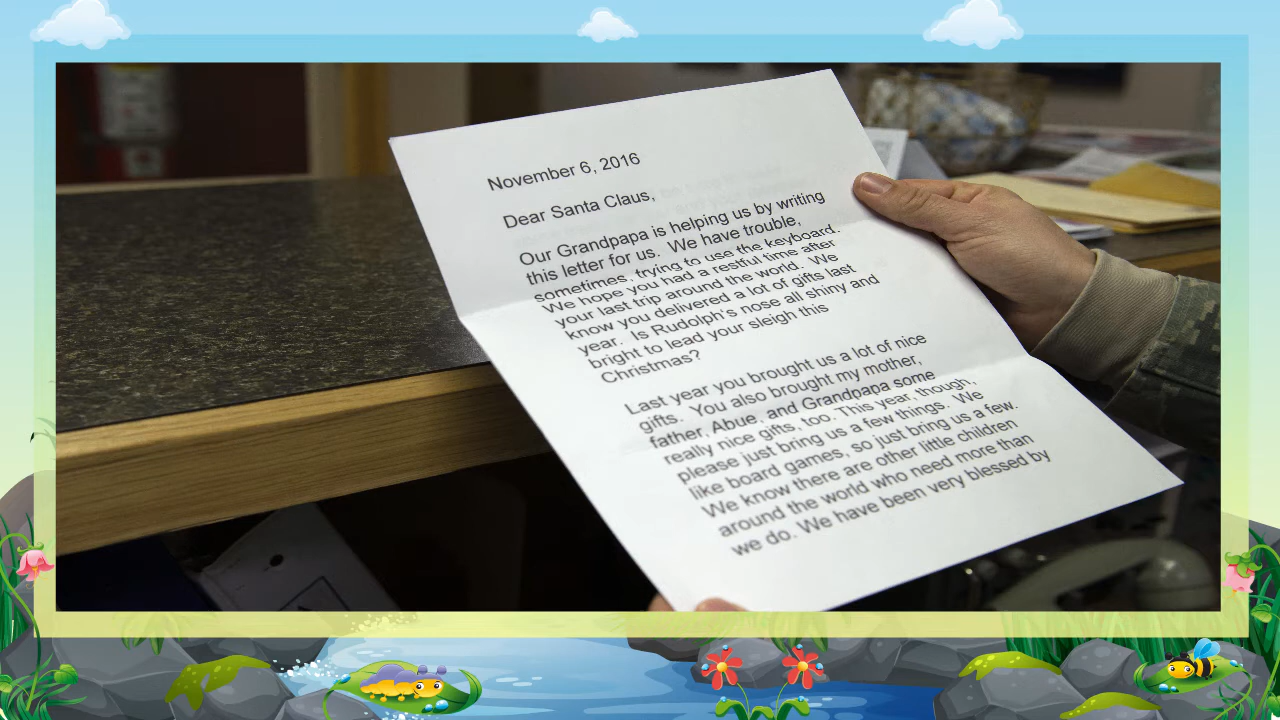 November 6, 2016
Dear Santa Claus,
Our Grandpapa is helping us by writing
this letter for us.  We have trouble,
sometimes, trying to use the keyboard.
We hope you had a restful time after
your last trip around the world.  We
know you delivered a lot of gifts last
year.  Is Rudolph's nose all shiny and
bright to lead your sleigh this
Christmas?
Last year you brought us a lot of nice
gifts.  You also brought my mother,
father, Abue, and Grandpapa some
really nice gifts, too. This year, though,
please just bring us a few things.  We
like board games, so just bring us a few.
We know there are other little children
around the world who need more than
we do. We have been very blessed by